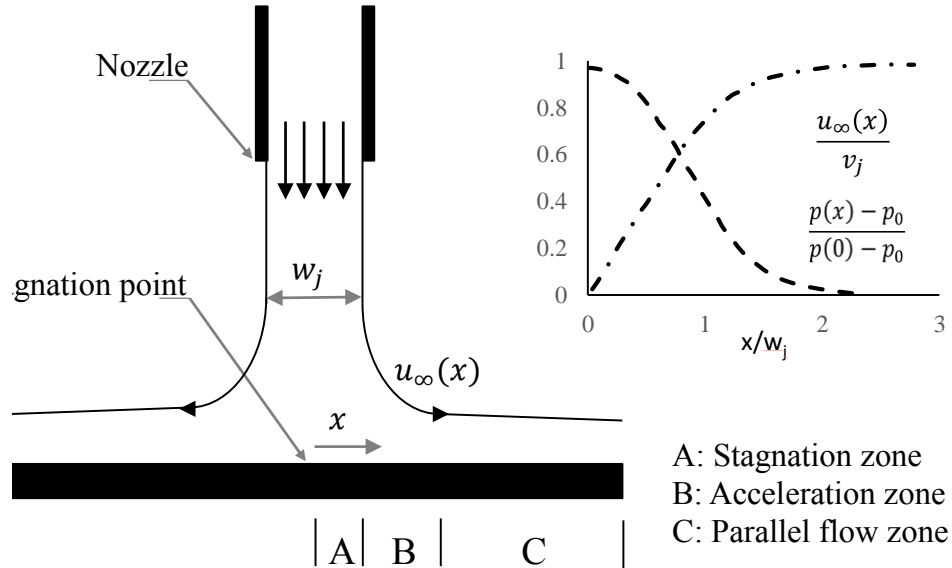 Nozzle
gnation point
w_j
u_∞(x)
x
A
B
C
1
0.8
0.6
0.4
0.2
0
0
1
2
3
x/w_j
u_∞(x)
v_j
p(x) − p_0
p(0) − p_0
A: Stagnation zone
B: Acceleration zone
C: Parallel flow zone